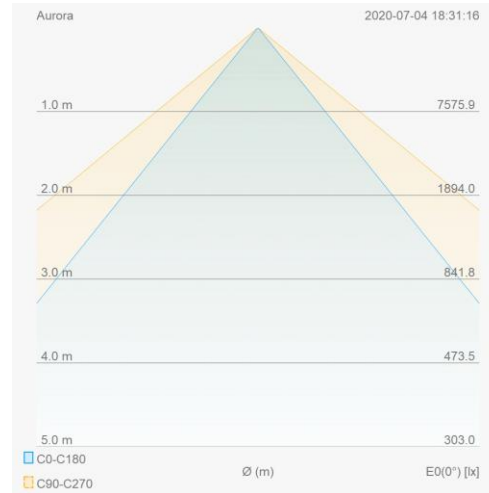 Aurora 2020-07-04 18:31:16
1.0 m 7575.9
2.0 m 1894.0
3.0 m 841.8
4.0 m 473.5
5.0 m 303.0
C0-C180
C90-C270 Ø (m) E0(0°) [lx]